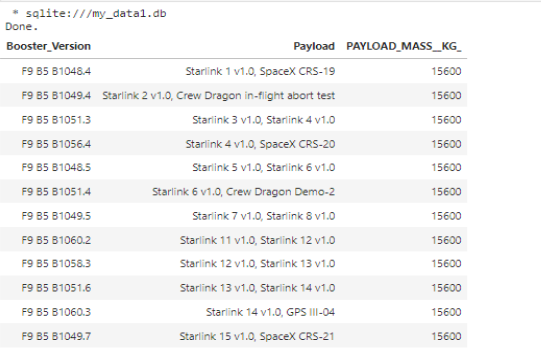 * sqlite:///my_data1.db
Done.
Booster_Version Payload PAYLOAD_MASS__KG_
F9 B5 B1048.4 Starlink 1 v1.0, SpaceX CRS-19 15600
F9 B5 B1049.4 Starlink 2 v1.0, Crew Dragon in-flight abort test 15600
F9 B5 B1051.3 Starlink 3 v1.0, Starlink 4 v1.0 15600
F9 B5 B1056.4 Starlink 4 v1.0, SpaceX CRS-20 15600
F9 B5 B1048.5 Starlink 5 v1.0, Starlink 6 v1.0 15600
F9 B5 B1051.4 Starlink 6 v1.0, Crew Dragon Demo-2 15600
F9 B5 B1049.5 Starlink 7 v1.0, Starlink 8 v1.0 15600
F9 B5 B1060.2 Starlink 11 v1.0, Starlink 12 v1.0 15600
F9 B5 B1058.3 Starlink 12 v1.0, Starlink 13 v1.0 15600
F9 B5 B1051.6 Starlink 13 v1.0, Starlink 14 v1.0 15600
F9 B5 B1060.3 Starlink 14 v1.0, GPS III-04 15600
F9 B5 B1049.7 Starlink 15 v1.0, SpaceX CRS-21 15600